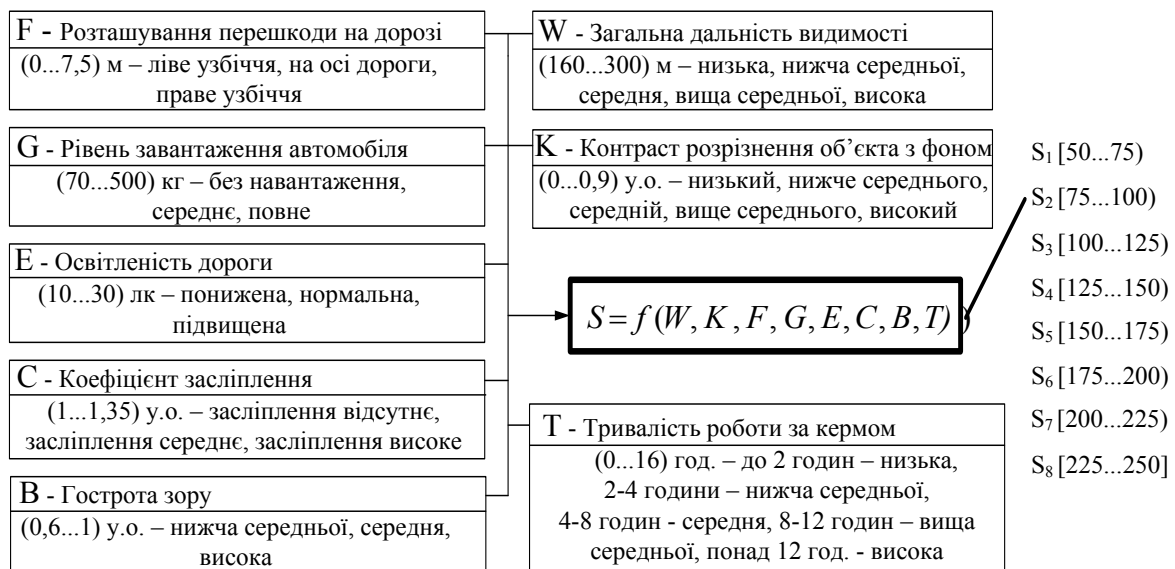 F - Розташування перешкоди на дорозі
(0...7,5) м – ліве узбіччя, на осі дороги,
праве узбіччя
G - Рівень завантаження автомобіля
(70...500) кг – без навантаження,
середнє, повне
E - Освітленість дороги
(10...30) лк – понижена, нормальна,
підвищена
C - Коефіцієнт засліплення
(1...1,35) у.о. – засліплення відсутнє,
засліплення середнє, засліплення високе
B - Гострота зору
(0,6...1) у.о. – нижча середньої, середня,
висока
W - Загальна дальність видимості
(160...300) м – низька, нижча середньої,
середня, вища середньої, висока
K - Контраст розрізнення об’єкта з фоном
(0...0,9) у.о. – низький, нижче середнього,
середній, вище середнього, високий
S = f (W, K , F, G, E, C, B, T) )
T - Тривалість роботи за кермом
(0...16) год. – до 2 годин – низька,
2-4 години – нижча середньої,
4-8 годин - середня, 8-12 годин – вища
середньої, понад 12 год. - висока
S₁ [50...75)
S₂ [75...100)
S₃ [100...125)
S₄ [125...150)
S₅ [150...175)
S₆ [175...200)
S₇ [200...225)
S₈ [225...250]